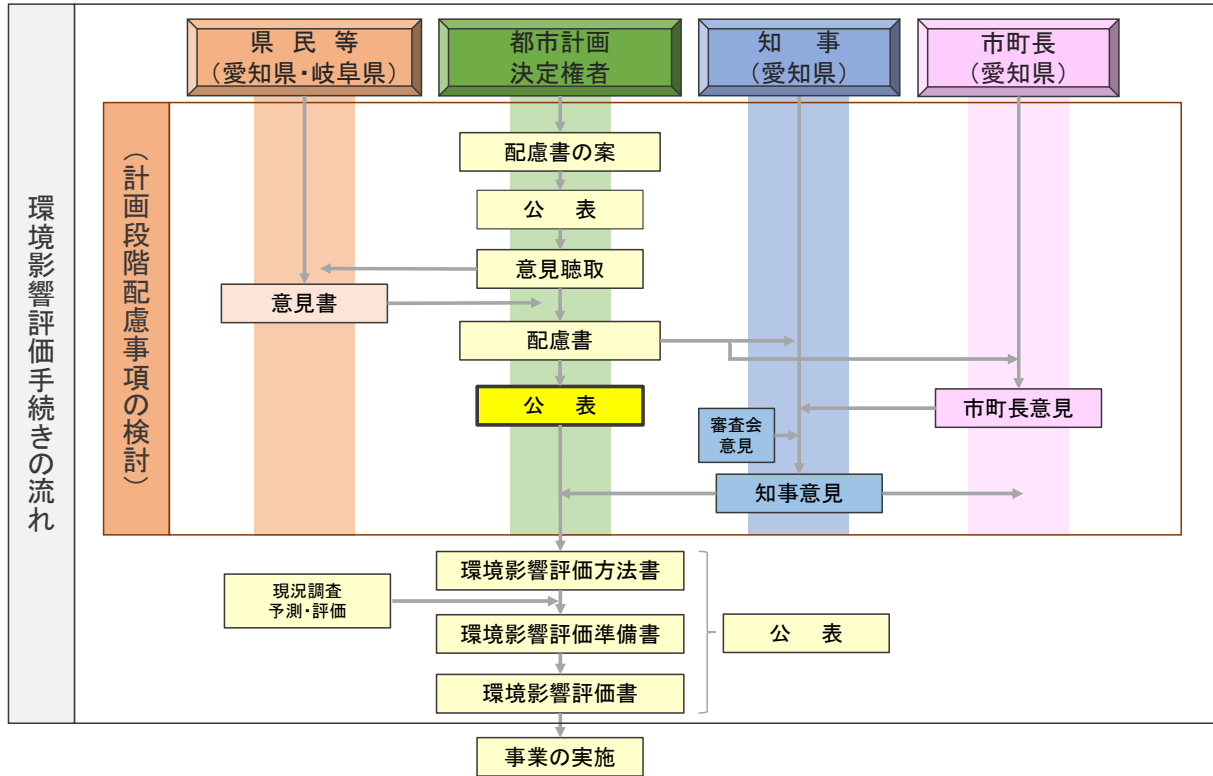 県 民 等
(愛知県・岐阜県)
都市計画
決定権者
知 事
(愛知県)
市町長
(愛知県)
環境影響評価手続きの流れ
(計画段階配慮事項の検討)
配慮書の案
公 表
意見聴取
意見書
配慮書
公 表
市町長意見
審査会
意見
知事意見
環境影響評価方法書
現況調査
予測・評価
環境影響評価準備書
公 表
環境影響評価書
事業の実施